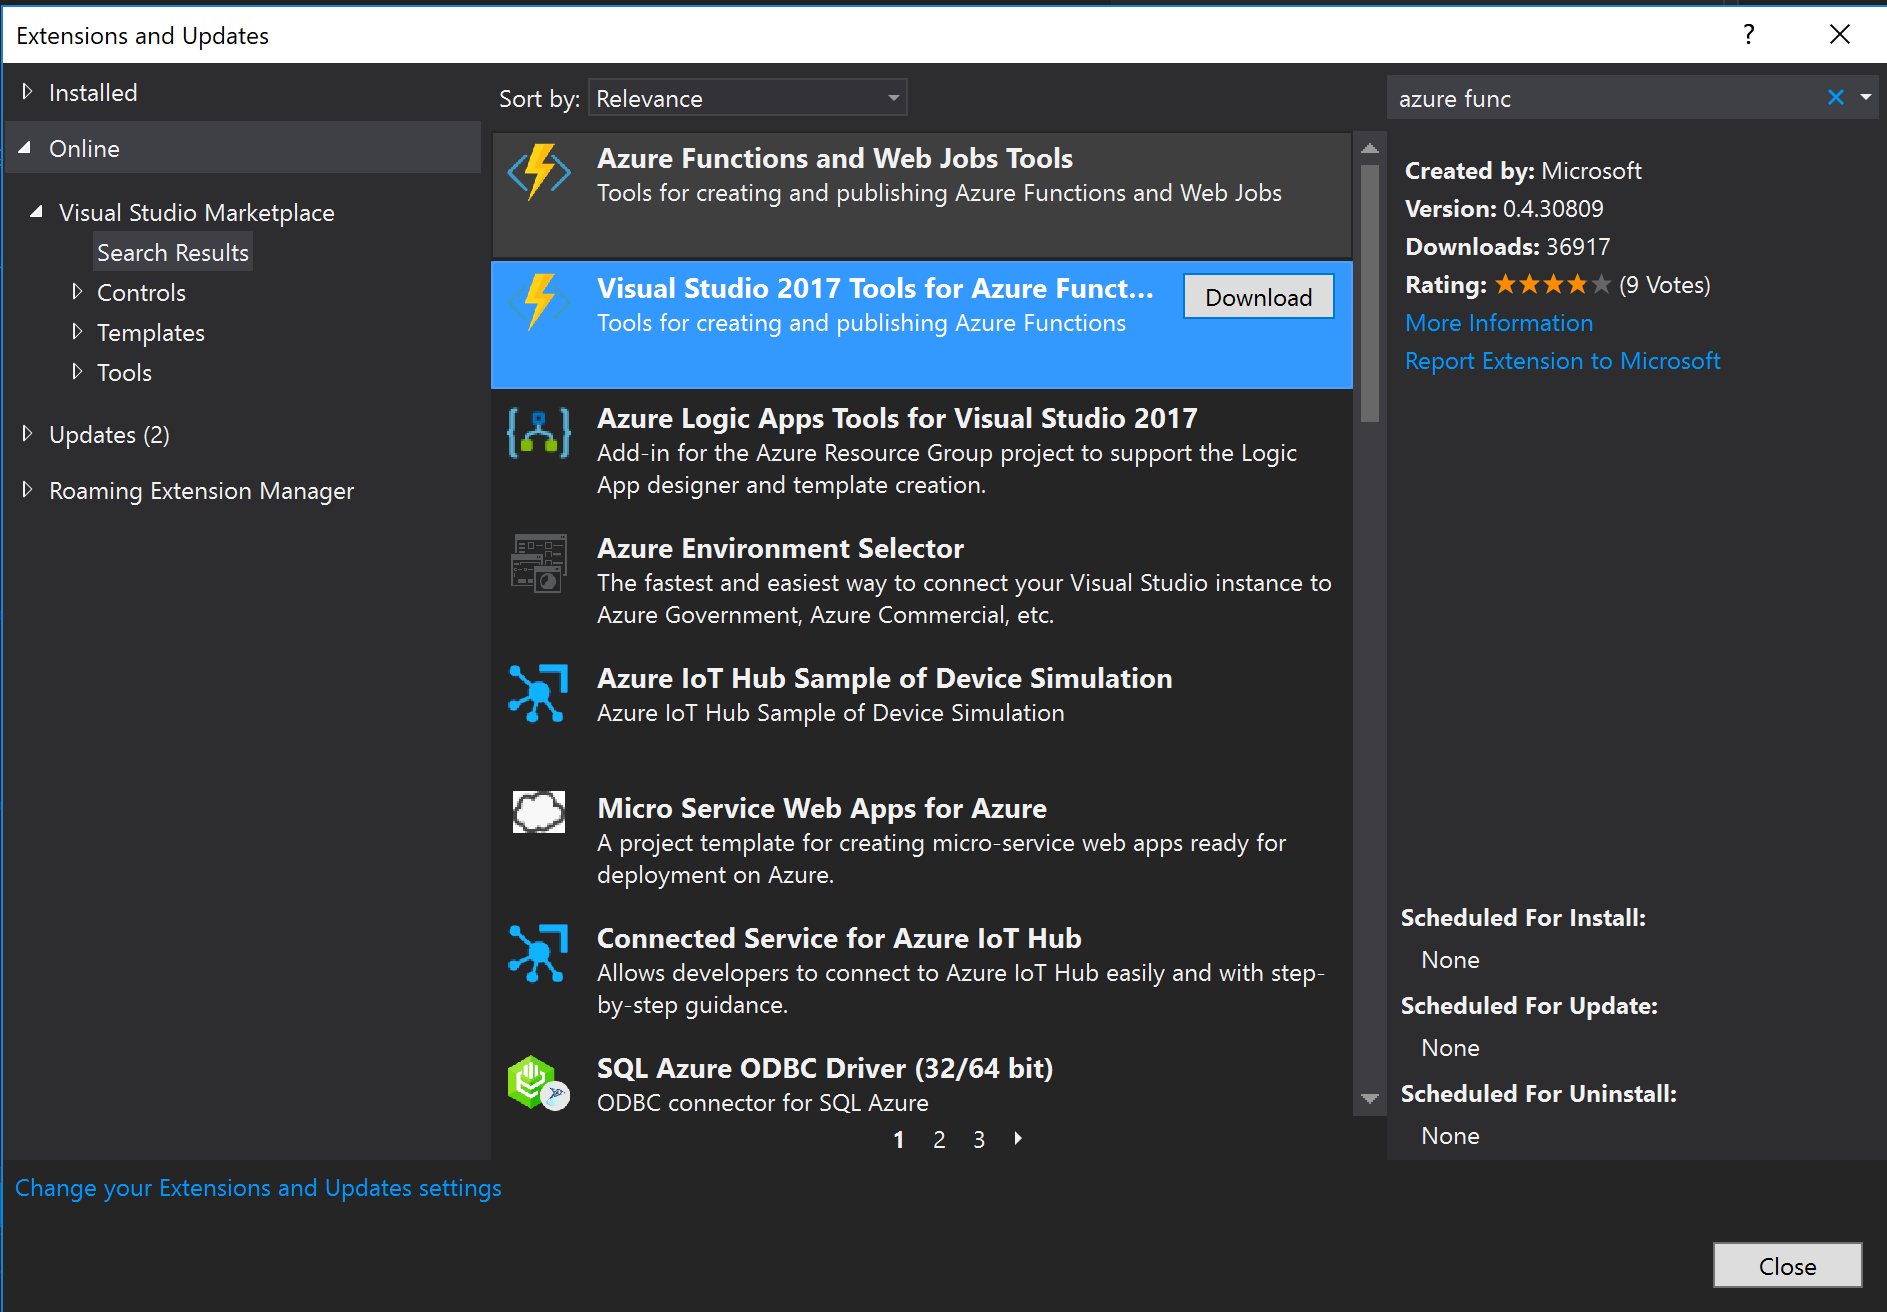 Extensions and Updates
?
Installed
Online
Visual Studio Marketplace
Search Results
Controls
Templates
Tools
Updates (2)
Roaming Extension Manager
Sort by: Relevance
Azure Functions and Web Jobs Tools
Tools for creating and publishing Azure Functions and Web Jobs
Visual Studio 2017 Tools for Azure Funct...
Download
Tools for creating and publishing Azure Functions
Azure Logic Apps Tools for Visual Studio 2017
Add-in for the Azure Resource Group project to support the Logic
App designer and template creation.
Azure Environment Selector
The fastest and easiest way to connect your Visual Studio instance to
Azure Government, Azure Commercial, etc.
Azure IoT Hub Sample of Device Simulation
Azure IoT Hub Sample of Device Simulation
Micro Service Web Apps for Azure
A project template for creating micro-service web apps ready for
deployment on Azure.
Connected Service for Azure IoT Hub
Allows developers to connect to Azure IoT Hub easily and with step-
by-step guidance.
SQL Azure ODBC Driver (32/64 bit)
ODBC connector for SQL Azure
1 2 3
azure func
Created by: Microsoft
Version: 0.4.30809
Downloads: 36917
Rating: (9 Votes)
More Information
Report Extension to Microsoft
Scheduled For Install:
None
Scheduled For Update:
None
Scheduled For Uninstall:
None
Change your Extensions and Updates settings
Close